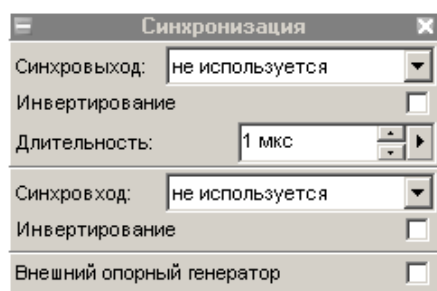 Синхронизация
Синхровыход: не используется
Инвертирование
Длительность: 1 мкс
Синхровход: не используется
Инвертирование
Внешний опорный генератор